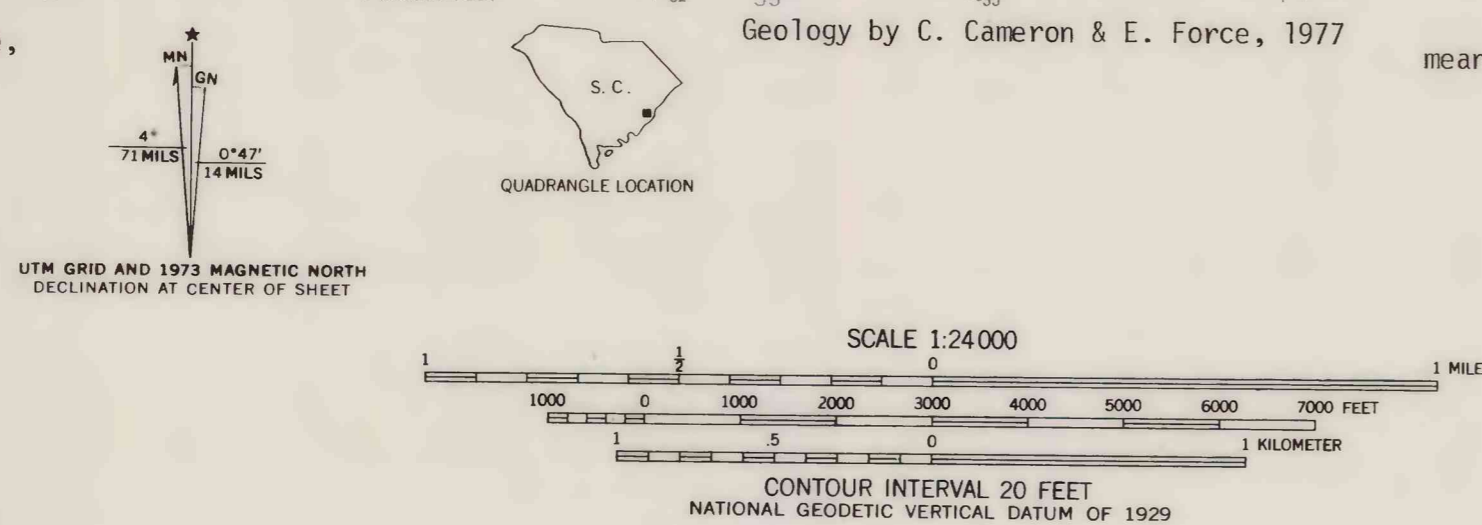 Geology by C. Cameron & E. Force, 1977
mean
MN
GN
4°
71 MILS
0°47'
14 MILS
UTM GRID AND 1973 MAGNETIC NORTH
DECLINATION AT CENTER OF SHEET
S. C.
QUADRANGLE LOCATION
SCALE 1:24 000
1 ½ 0 1 MILE
1000 0 1000 2000 3000 4000 5000 6000 7000 FEET
1 .5 0 1 KILOMETER
CONTOUR INTERVAL 20 FEET
NATIONAL GEODETIC VERTICAL DATUM OF 1929